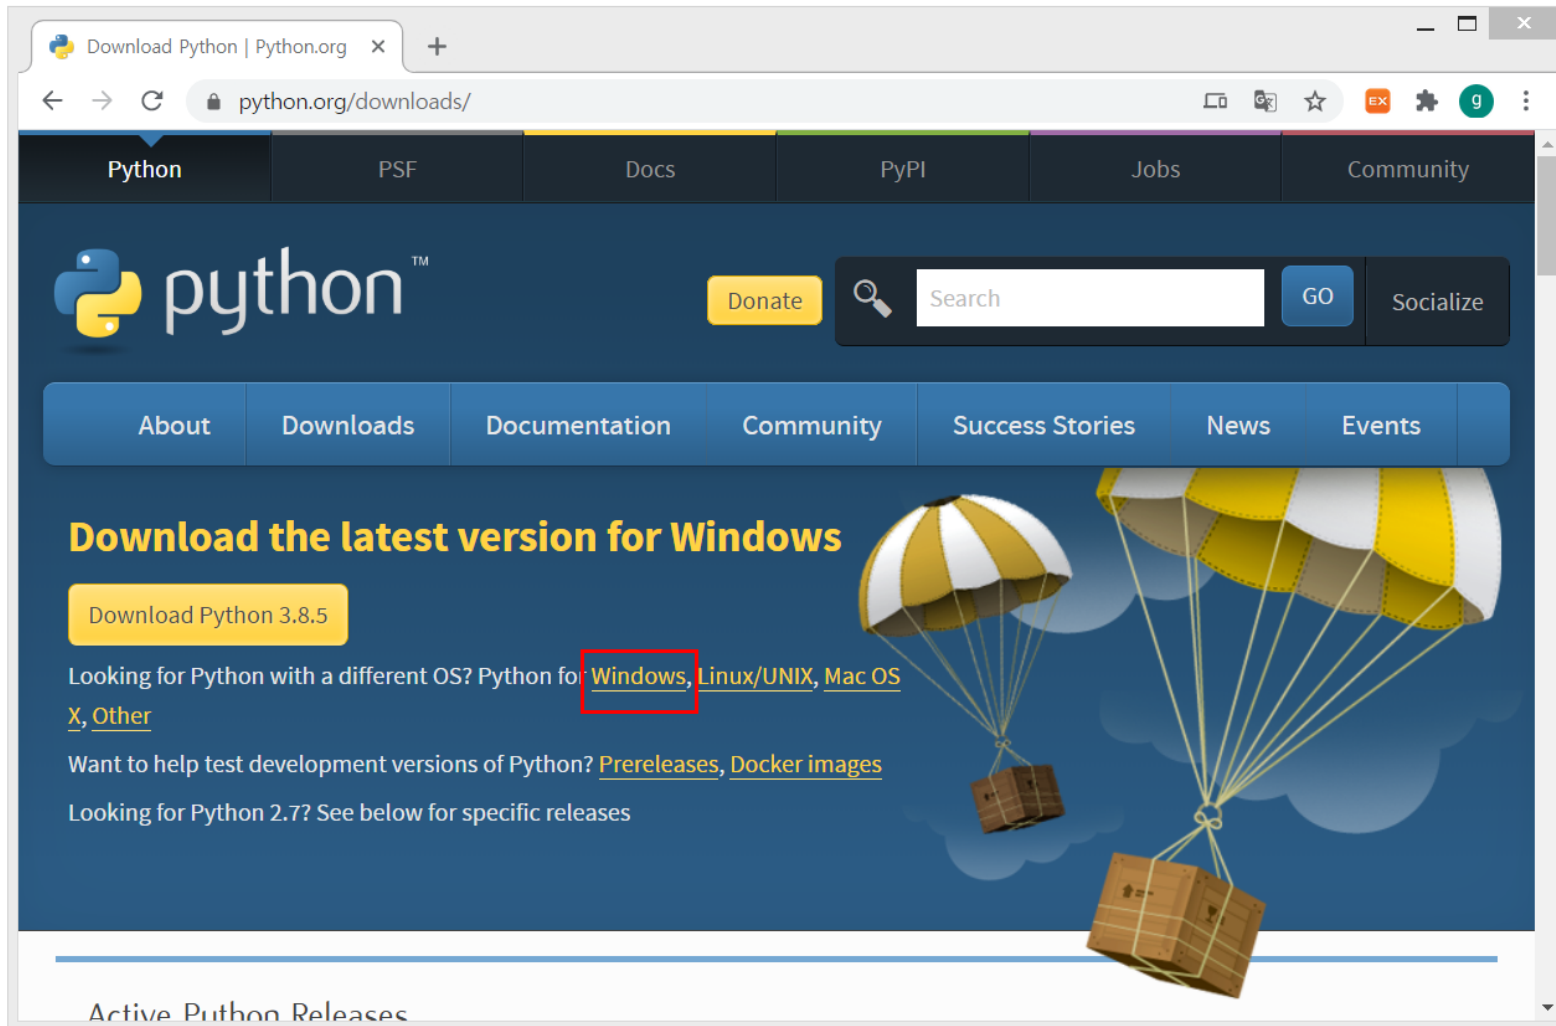 Download Python | Python.org
python.org/downloads/
EX
g
Python PSF Docs PyPI Jobs Community
python™
Donate
Search
GO
Socialize
About Downloads Documentation Community Success Stories News Events
Download the latest version for Windows
Download Python 3.8.5
Looking for Python with a different OS? Python for Windows, Linux/UNIX, Mac OS
X, Other
Want to help test development versions of Python? Prereleases, Docker images
Looking for Python 2.7? See below for specific releases
Active Python Releases